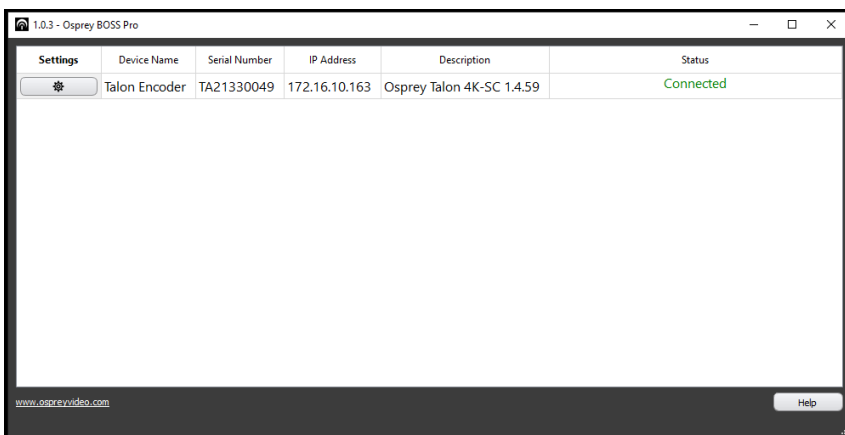 1.0.3 - Osprey BOSS Pro
Settings Device Name Serial Number IP Address Description Status
Talon Encoder TA21330049 172.16.10.163 Osprey Talon 4K-SC 1.4.59 Connected
www.ospreyvideo.com Help